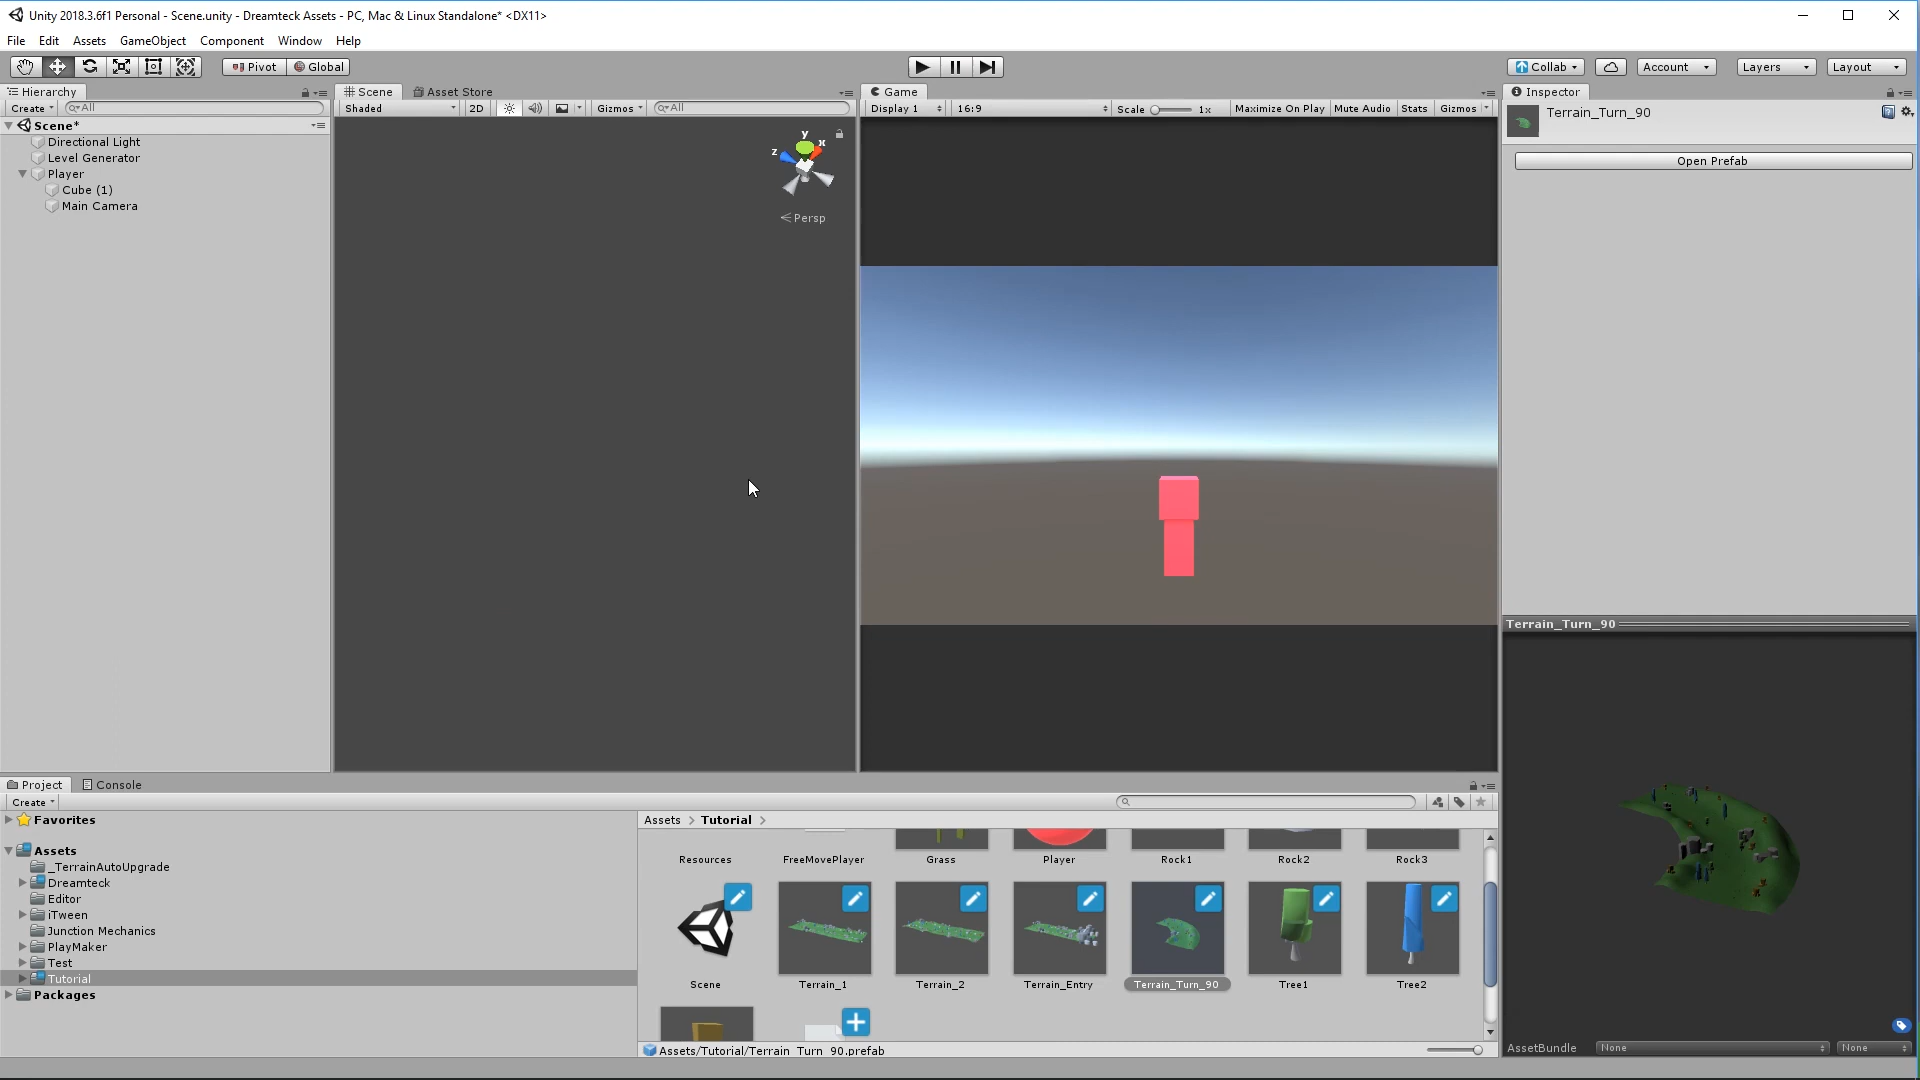 Unity 2018.3.6f1 Personal - Scene.unity - Dreamteck Assets - PC, Mac & Linux Standalone* <DX11>
File Edit Assets GameObject Component Window Help
Pivot Global Collab Account Layers Layout
Hierarchy Scene Asset Store Game Inspector
Create All Shaded 2D Gizmos All Display 1 16:9 Scale 1x Maximize On Play Mute Audio Stats Gizmos
Terrain_Turn_90
Scene*
Directional Light
Level Generator
Player
Cube (1)
Main Camera
y
x
z
Persp
Open Prefab
Terrain_Turn_90
Project Console
Create
Favorites
Assets
_TerrainAutoUpgrade
Dreamteck
Editor
iTween
Junction Mechanics
PlayMaker
Test
Tutorial
Packages
Assets > Tutorial >
Resources FreeMovePlayer Grass Player Rock1 Rock2 Rock3
Scene Terrain_1 Terrain_2 Terrain_Entry Terrain_Turn_90 Tree1 Tree2
Assets/Tutorial/Terrain_Turn_90.prefab
AssetBundle None None